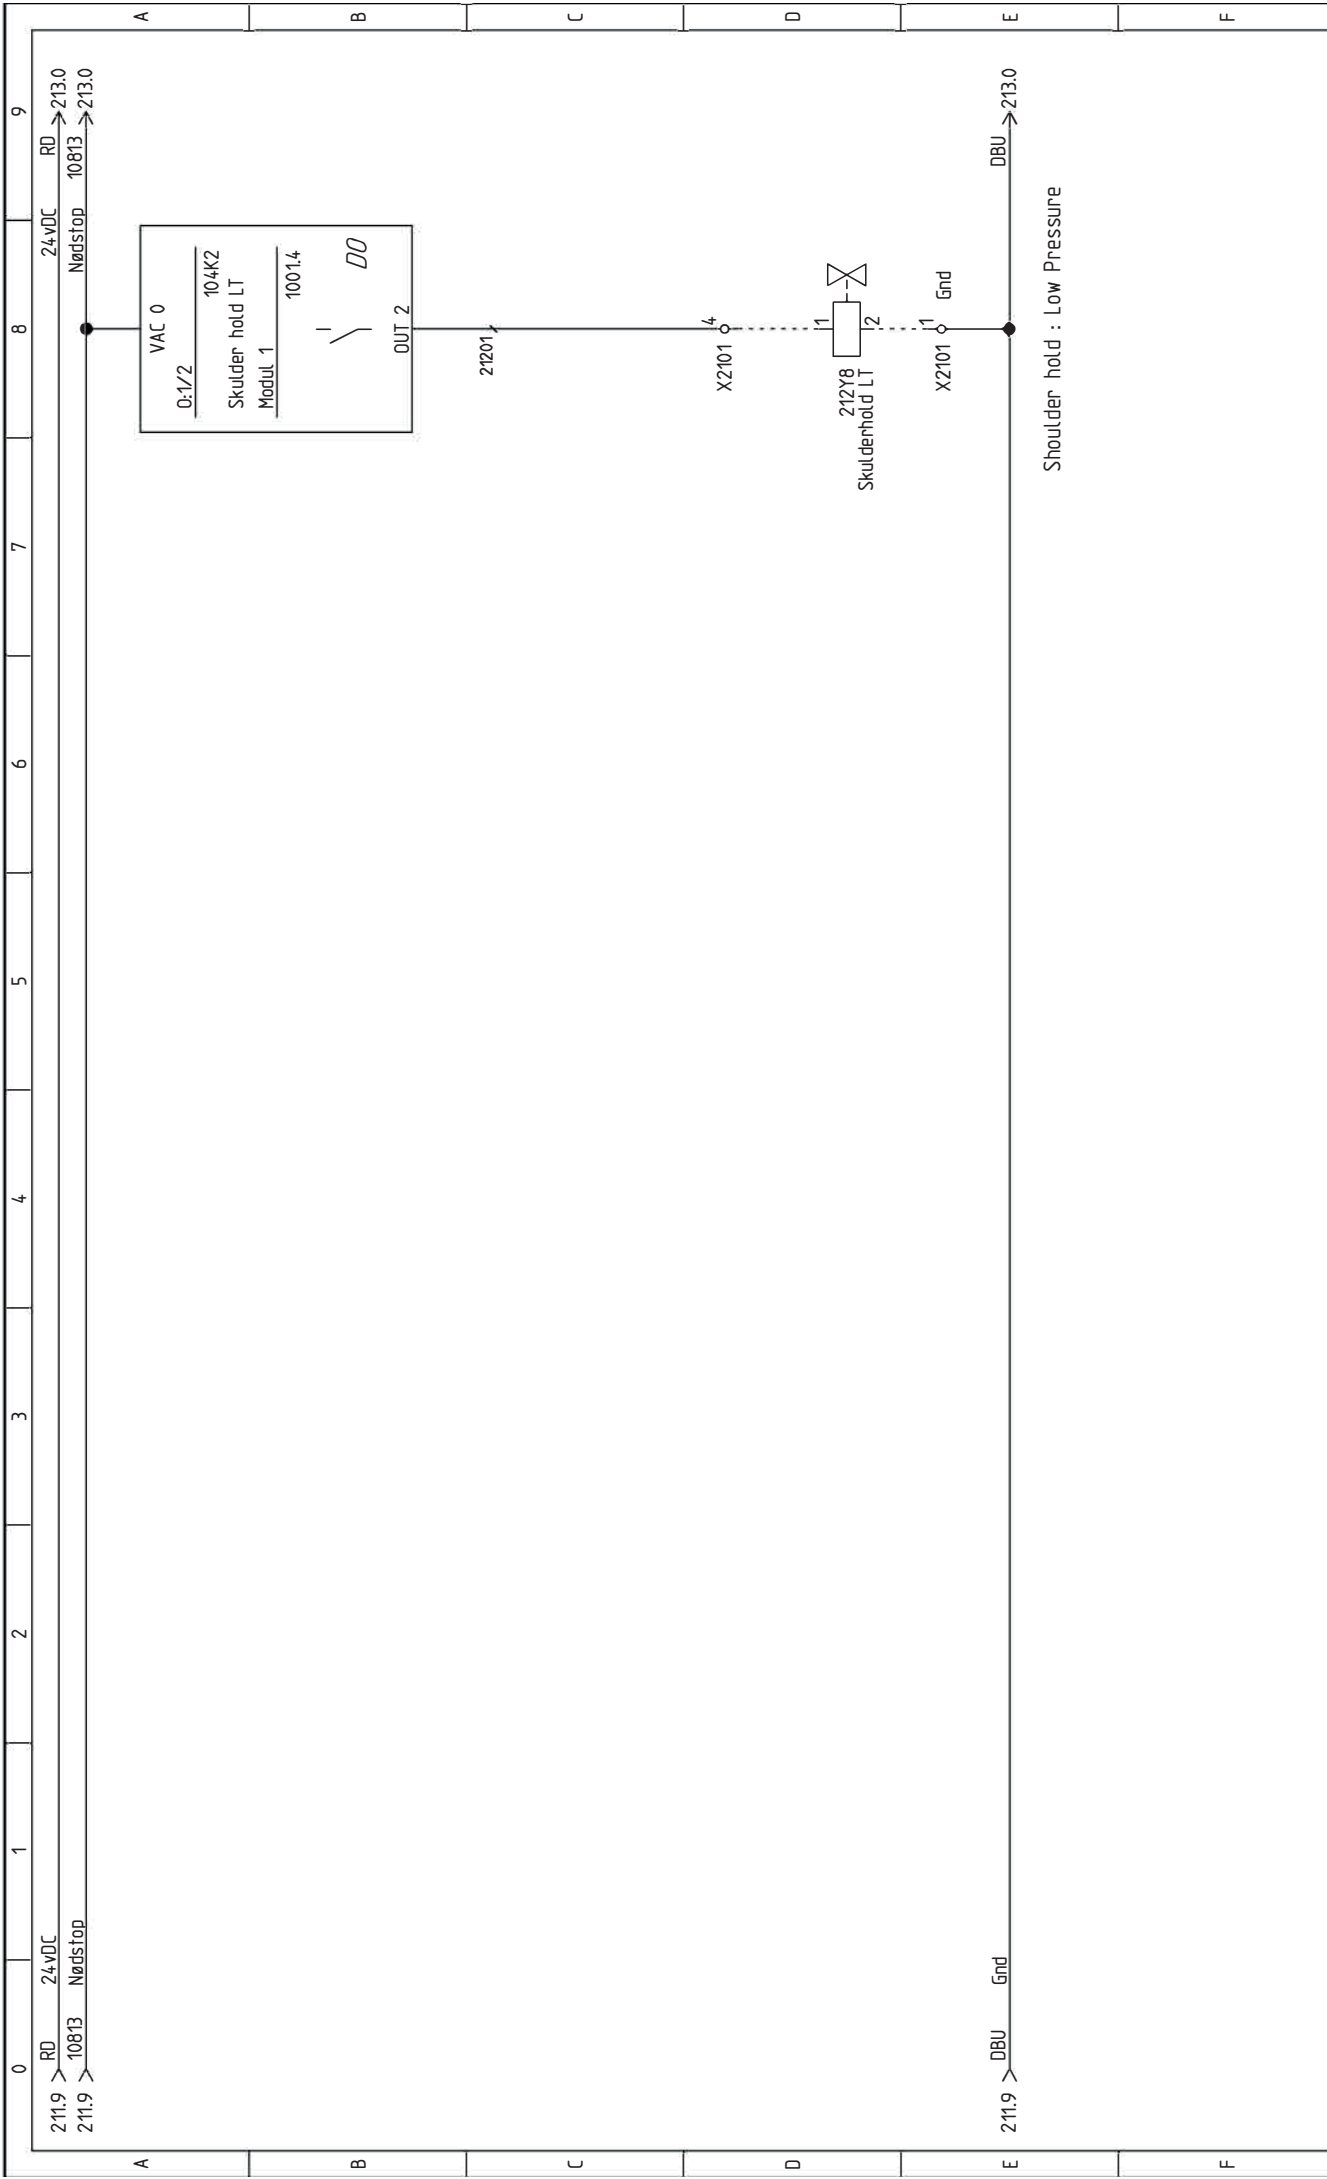 0 1 2 3 4 5 6 7 8 9
A
A
211.9 RD 24vDC 24vDC RD 213.0
211.9 10813 Nødstop Nødstop 10813 213.0
VAC 0
O:1/2
104K2
Skulder hold LT
Modul 1
1001.4
DO
OUT 2
B
B
21201
C
C
X2101 4
D
D
1
212Y8
Skulderhold LT
2
X2101 1 Gnd
E
E
211.9 DBU Gnd DBU 213.0
Shoulder hold : Low Pressure
F
F